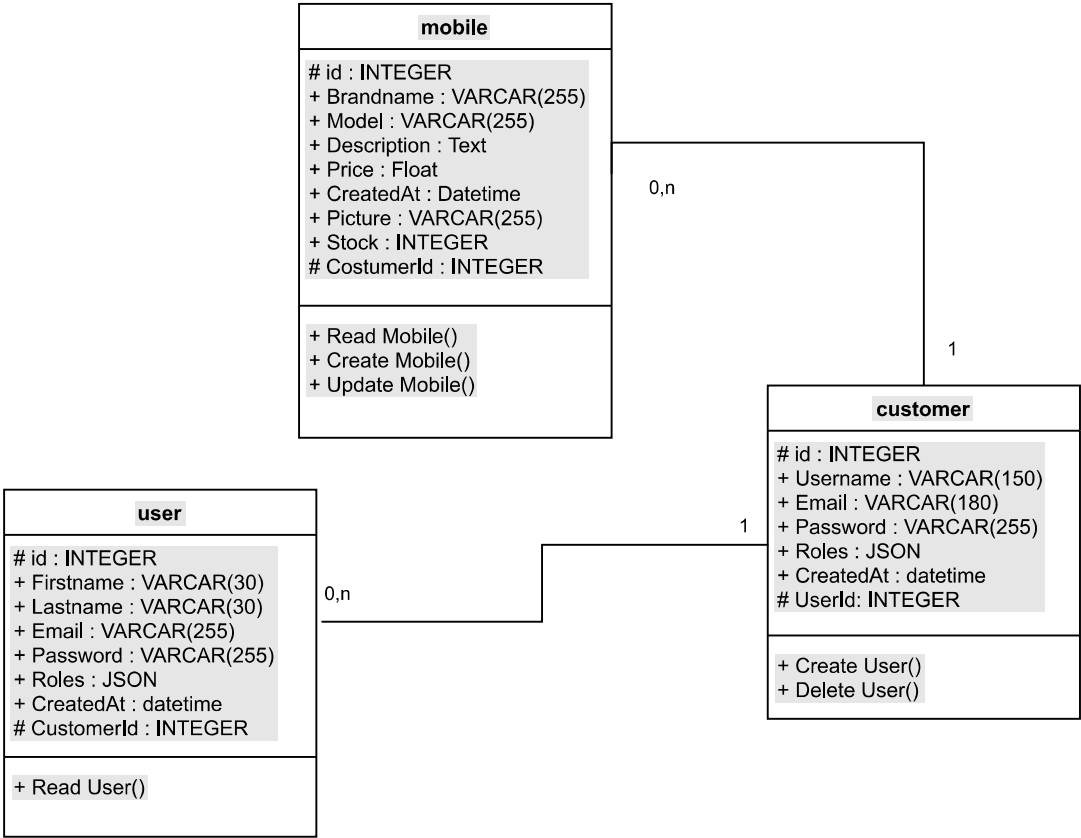 mobile
# id : INTEGER
+ Brandname : VARCAR(255)
+ Model : VARCAR(255)
+ Description : Text
+ Price : Float
+ CreatedAt : Datetime
+ Picture : VARCAR(255)
+ Stock : INTEGER
# CostumerId : INTEGER
+ Read Mobile()
+ Create Mobile()
+ Update Mobile()
0,n
1
customer
# id : INTEGER
+ Username : VARCAR(150)
+ Email : VARCAR(180)
+ Password : VARCAR(255)
+ Roles : JSON
+ CreatedAt : datetime
# UserId: INTEGER
+ Create User()
+ Delete User()
1
0,n
user
# id : INTEGER
+ Firstname : VARCAR(30)
+ Lastname : VARCAR(30)
+ Email : VARCAR(255)
+ Password : VARCAR(255)
+ Roles : JSON
+ CreatedAt : datetime
# CustomerId : INTEGER
+ Read User()